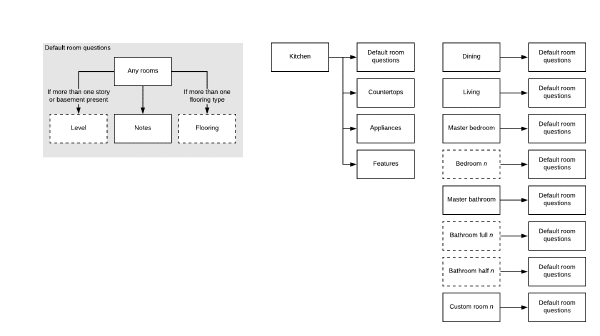 Default room questions
Any rooms
If more than one story
or basement present
If more than one
flooring type
Level
Notes
Flooring
Kitchen
Default room
questions
Countertops
Appliances
Features
Dining
Default room
questions
Living
Default room
questions
Master bedroom
Default room
questions
Bedroom n
Default room
questions
Master bathroom
Default room
questions
Bathroom full n
Default room
questions
Bathroom half n
Default room
questions
Custom room n
Default room
questions